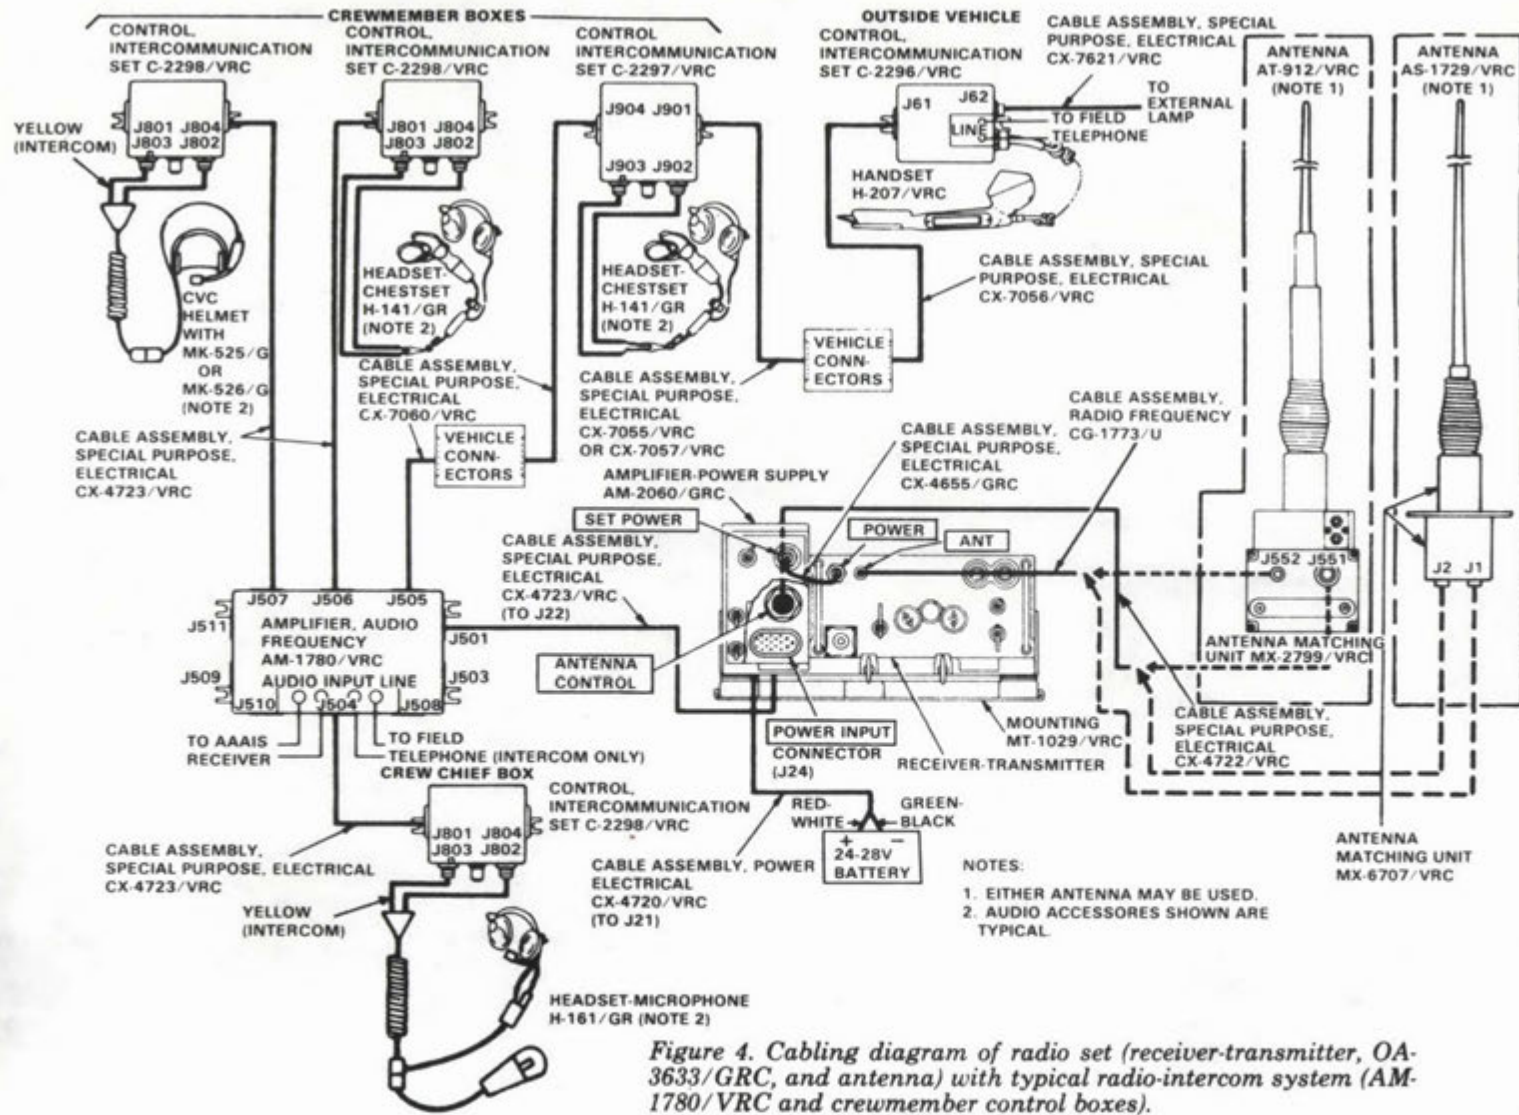 CREWMEMBER BOXES
CONTROL,
INTERCOMMUNICATION
SET C-2298/VRC
CONTROL,
INTERCOMMUNICATION
SET C-2298/VRC
CONTROL
INTERCOMMUNICATION
SET C-2297/VRC
OUTSIDE VEHICLE
CONTROL,
INTERCOMMUNICATION
SET C-2296/VRC
CABLE ASSEMBLY, SPECIAL
PURPOSE, ELECTRICAL
CX-7621/VRC
ANTENNA
AT-912/VRC
(NOTE 1)
ANTENNA
AS-1729/VRC
(NOTE 1)
YELLOW
(INTERCOM)
J801 J804
J803 J802
J801 J804
J803 J802
J904 J901
J903 J902
J61
J62
LINE
TO
EXTERNAL
LAMP
TO FIELD
TELEPHONE
HANDSET
H-207/VRC
CVC
HELMET
WITH
MK-525/G
OR
MK-526/G
(NOTE 2)
HEADSET-
CHESTSET
H-141/GR
(NOTE 2)
HEADSET-
CHESTSET
H-141/GR
(NOTE 2)
CABLE ASSEMBLY, SPECIAL
PURPOSE, ELECTRICAL
CX-7056/VRC
VEHICLE
CONN-
ECTORS
CABLE ASSEMBLY,
SPECIAL PURPOSE,
ELECTRICAL
CX-7060/VRC
CABLE ASSEMBLY,
SPECIAL PURPOSE,
ELECTRICAL
CX-7055/VRC
OR CX-7057/VRC
CABLE ASSEMBLY,
RADIO FREQUENCY
CG-1773/U
CABLE ASSEMBLY,
SPECIAL PURPOSE,
ELECTRICAL
CX-4723/VRC
VEHICLE
CONN-
ECTORS
CABLE ASSEMBLY,
SPECIAL PURPOSE,
ELECTRICAL
CX-4655/GRC
AMPLIFIER-POWER SUPPLY
AM-2060/GRC
SET POWER
POWER
ANT
CABLE ASSEMBLY,
SPECIAL PURPOSE,
ELECTRICAL
CX-4723/VRC
(TO J22)
J552 J551
J2 J1
J507 J506 J505
J511
J501
AMPLIFIER, AUDIO
FREQUENCY
AM-1780/VRC
AUDIO INPUT LINE
J509
J503
J510 J504 J508
ANTENNA
CONTROL
ANTENNA MATCHING
UNIT MX-2799/VRC
TO AAAIS
RECEIVER
TO FIELD
TELEPHONE (INTERCOM ONLY)
POWER INPUT
CONNECTOR
(J24)
MOUNTING
MT-1029/VRC
RECEIVER-TRANSMITTER
CABLE ASSEMBLY,
SPECIAL PURPOSE,
ELECTRICAL
CX-4722/VRC
CREW CHIEF BOX
CONTROL,
INTERCOMMUNICATION
SET C-2298/VRC
J801 J804
J803 J802
RED-
WHITE
GREEN-
BLACK
+ −
24-28V
BATTERY
ANTENNA
MATCHING UNIT
MX-6707/VRC
CABLE ASSEMBLY,
SPECIAL PURPOSE, ELECTRICAL
CX-4723/VRC
CABLE ASSEMBLY, POWER
ELECTRICAL
CX-4720/VRC
(TO J21)
NOTES:
1. EITHER ANTENNA MAY BE USED.
2. AUDIO ACCESSORES SHOWN ARE
TYPICAL.
YELLOW
(INTERCOM)
HEADSET-MICROPHONE
H-161/GR (NOTE 2)
Figure 4. Cabling diagram of radio set (receiver-transmitter, OA-
3633/GRC, and antenna) with typical radio-intercom system (AM-
1780/VRC and crewmember control boxes).